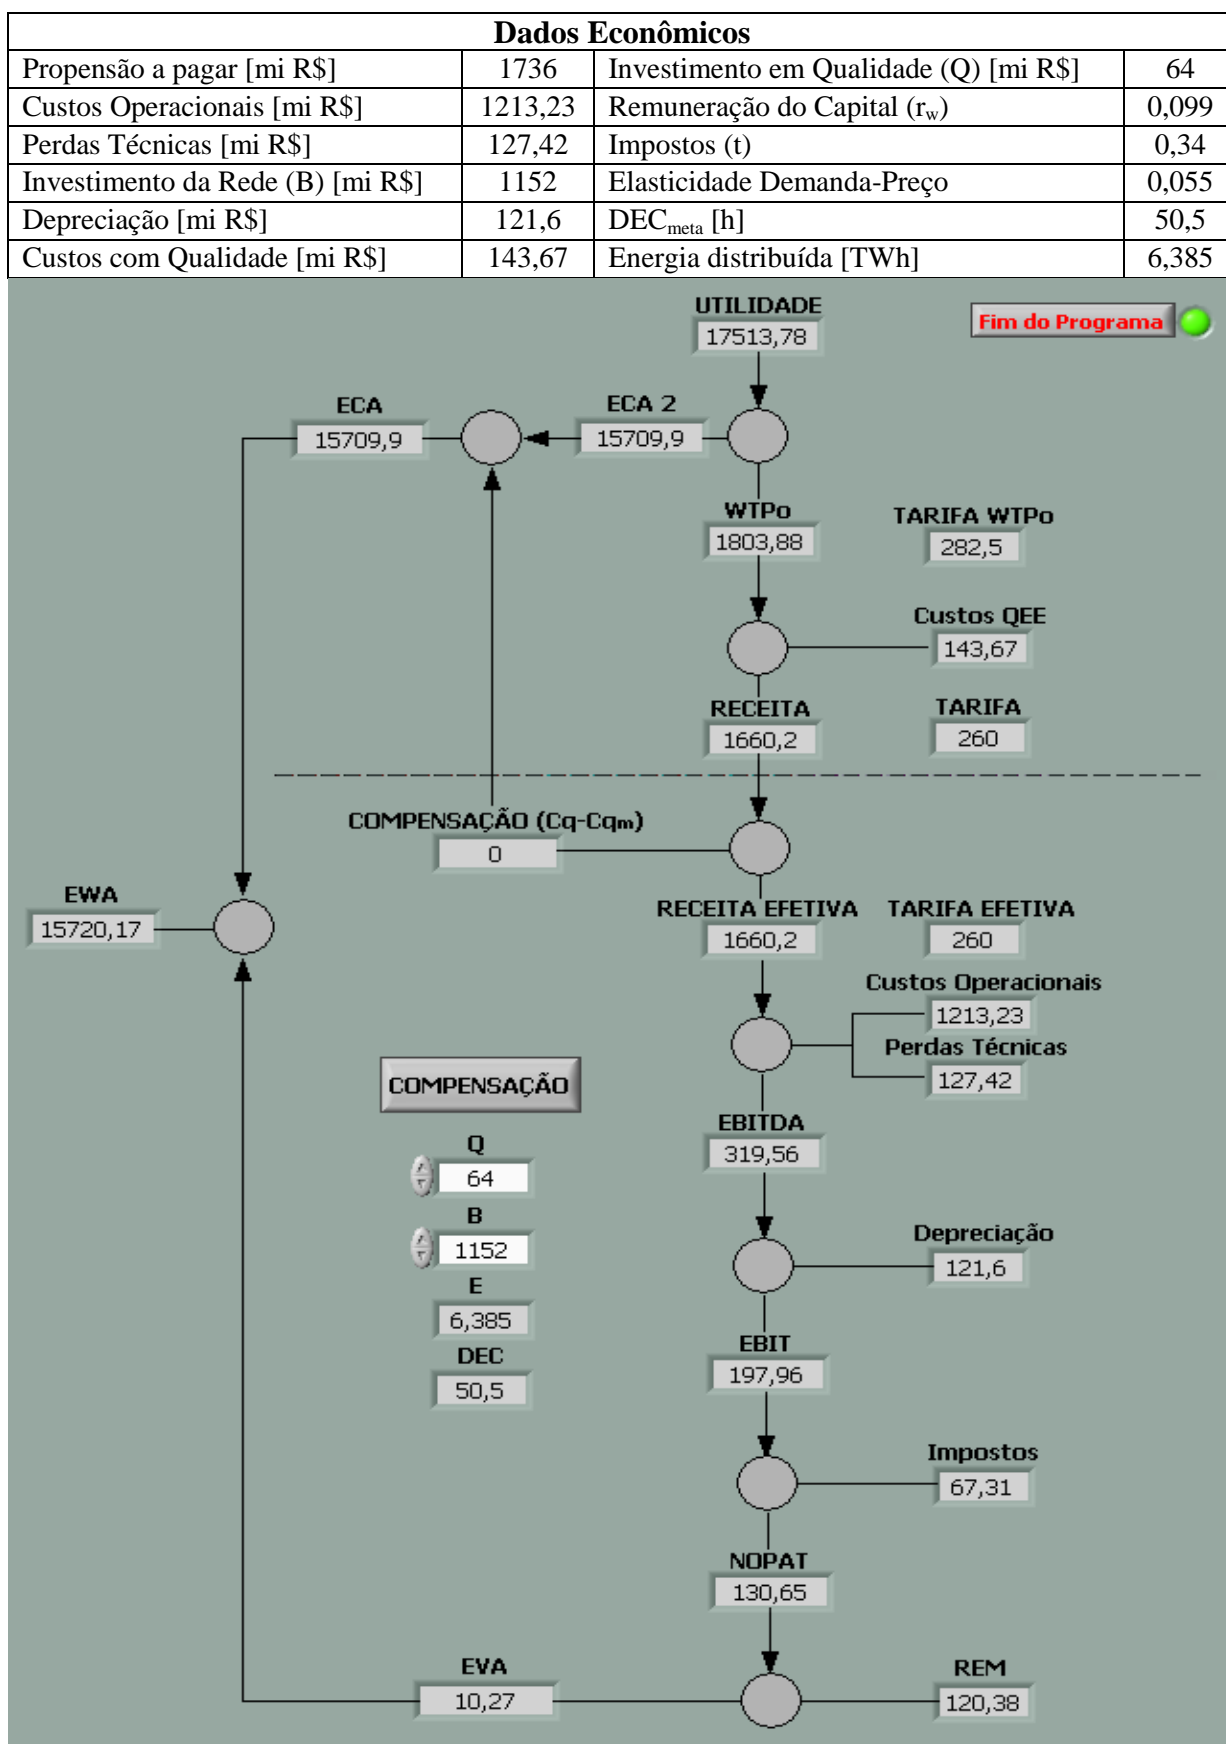 Dados Econômicos
Propensão a pagar [mi R$] 1736 Investimento em Qualidade (Q) [mi R$] 64
Custos Operacionais [mi R$] 1213,23 Remuneração do Capital (rw) 0,099
Perdas Técnicas [mi R$] 127,42 Impostos (t) 0,34
Investimento da Rede (B) [mi R$] 1152 Elasticidade Demanda-Preço 0,055
Depreciação [mi R$] 121,6 DECmeta [h] 50,5
Custos com Qualidade [mi R$] 143,67 Energia distribuída [TWh] 6,385
UTILIDADE
17513,78
Fim do Programa
ECA
15709,9
ECA 2
15709,9
WTPo
1803,88
TARIFA WTPo
282,5
Custos QEE
143,67
RECEITA
1660,2
TARIFA
260
COMPENSAÇÃO (Cq-Cqm)
0
EWA
15720,17
RECEITA EFETIVA
1660,2
TARIFA EFETIVA
260
Custos Operacionais
1213,23
Perdas Técnicas
127,42
COMPENSAÇÃO
EBITDA
319,56
Q
64
B
1152
E
6,385
DEC
50,5
Depreciação
121,6
EBIT
197,96
Impostos
67,31
NOPAT
130,65
EVA
10,27
REM
120,38